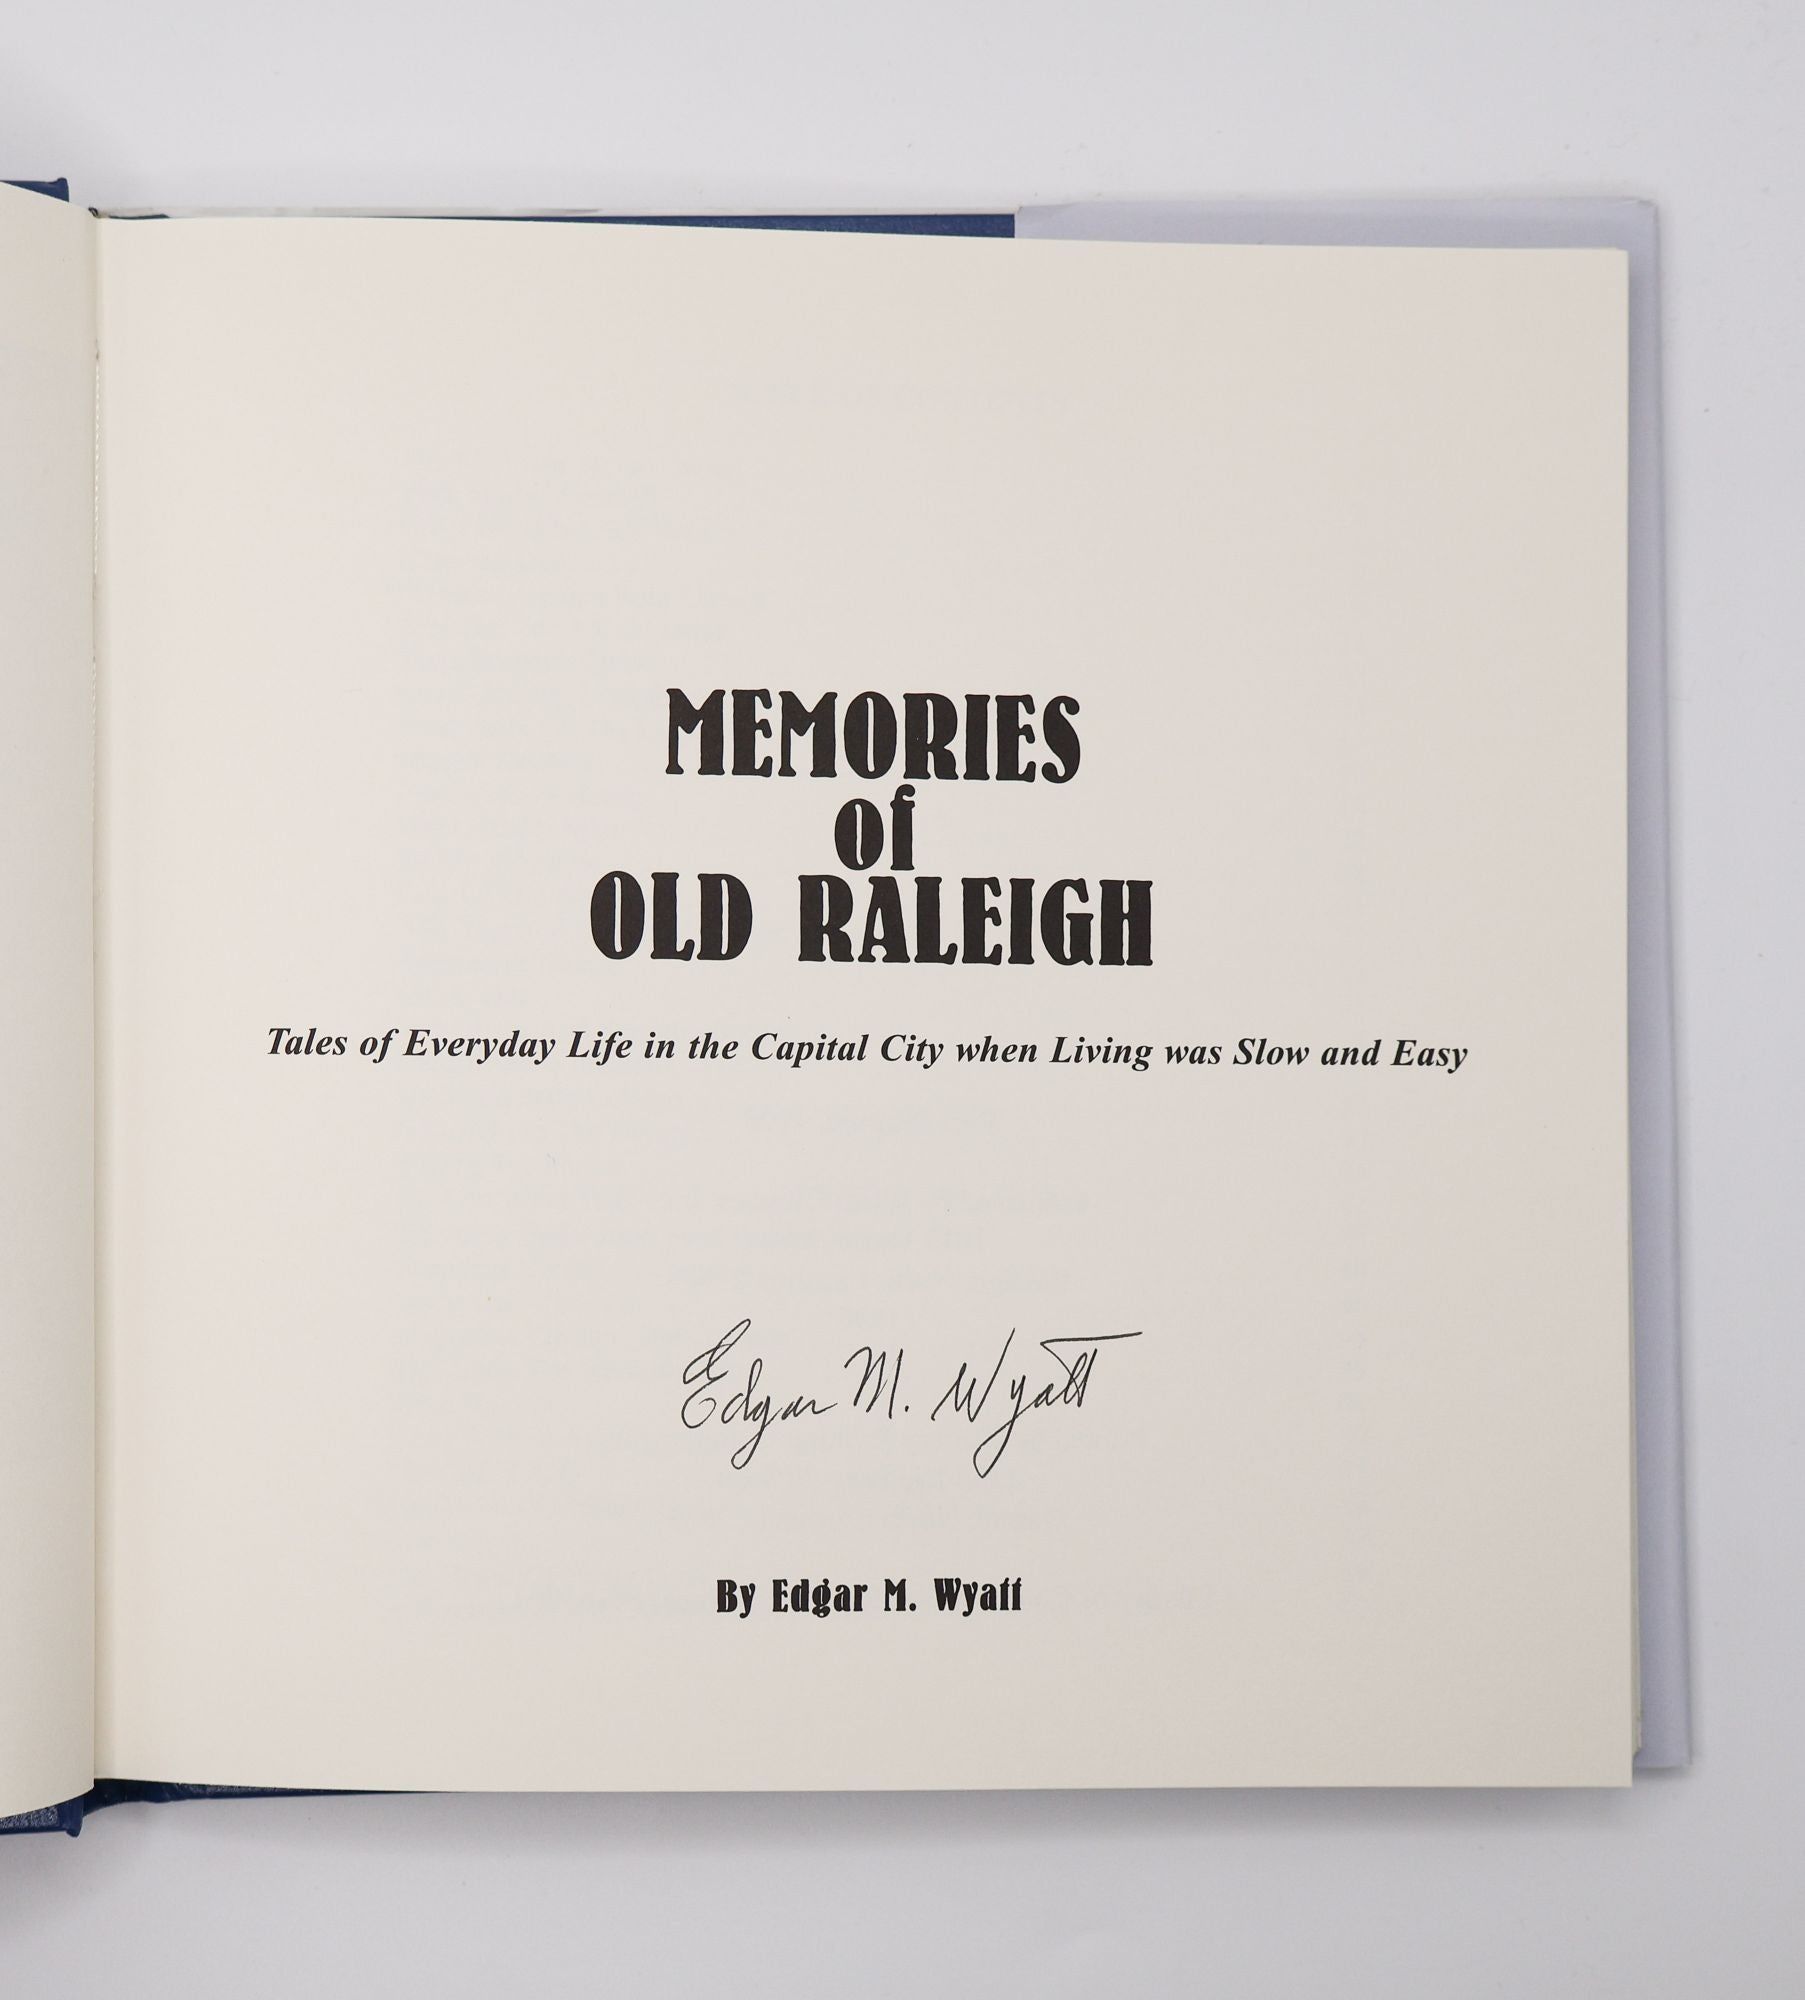 MEMORIES
of
OLD RALEIGH
Tales of Everyday Life in the Capital City when Living was Slow and Easy
Edgar M. Wyatt
By Edgar M. Wyatt